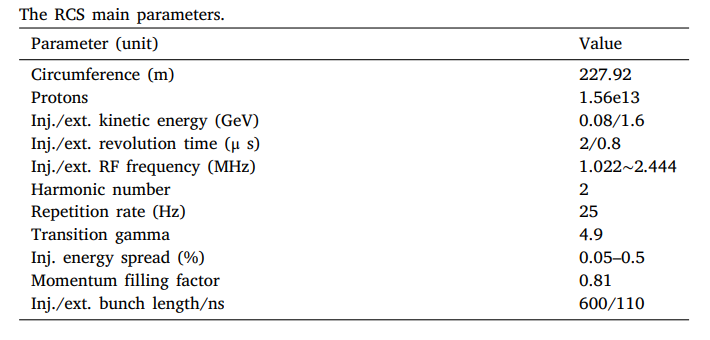 The RCS main parameters.
Parameter (unit) Value
Circumference (m) 227.92
Protons 1.56e13
Inj./ext. kinetic energy (GeV) 0.08/1.6
Inj./ext. revolution time (μ s) 2/0.8
Inj./ext. RF frequency (MHz) 1.022~2.444
Harmonic number 2
Repetition rate (Hz) 25
Transition gamma 4.9
Inj. energy spread (%) 0.05–0.5
Momentum filling factor 0.81
Inj./ext. bunch length/ns 600/110